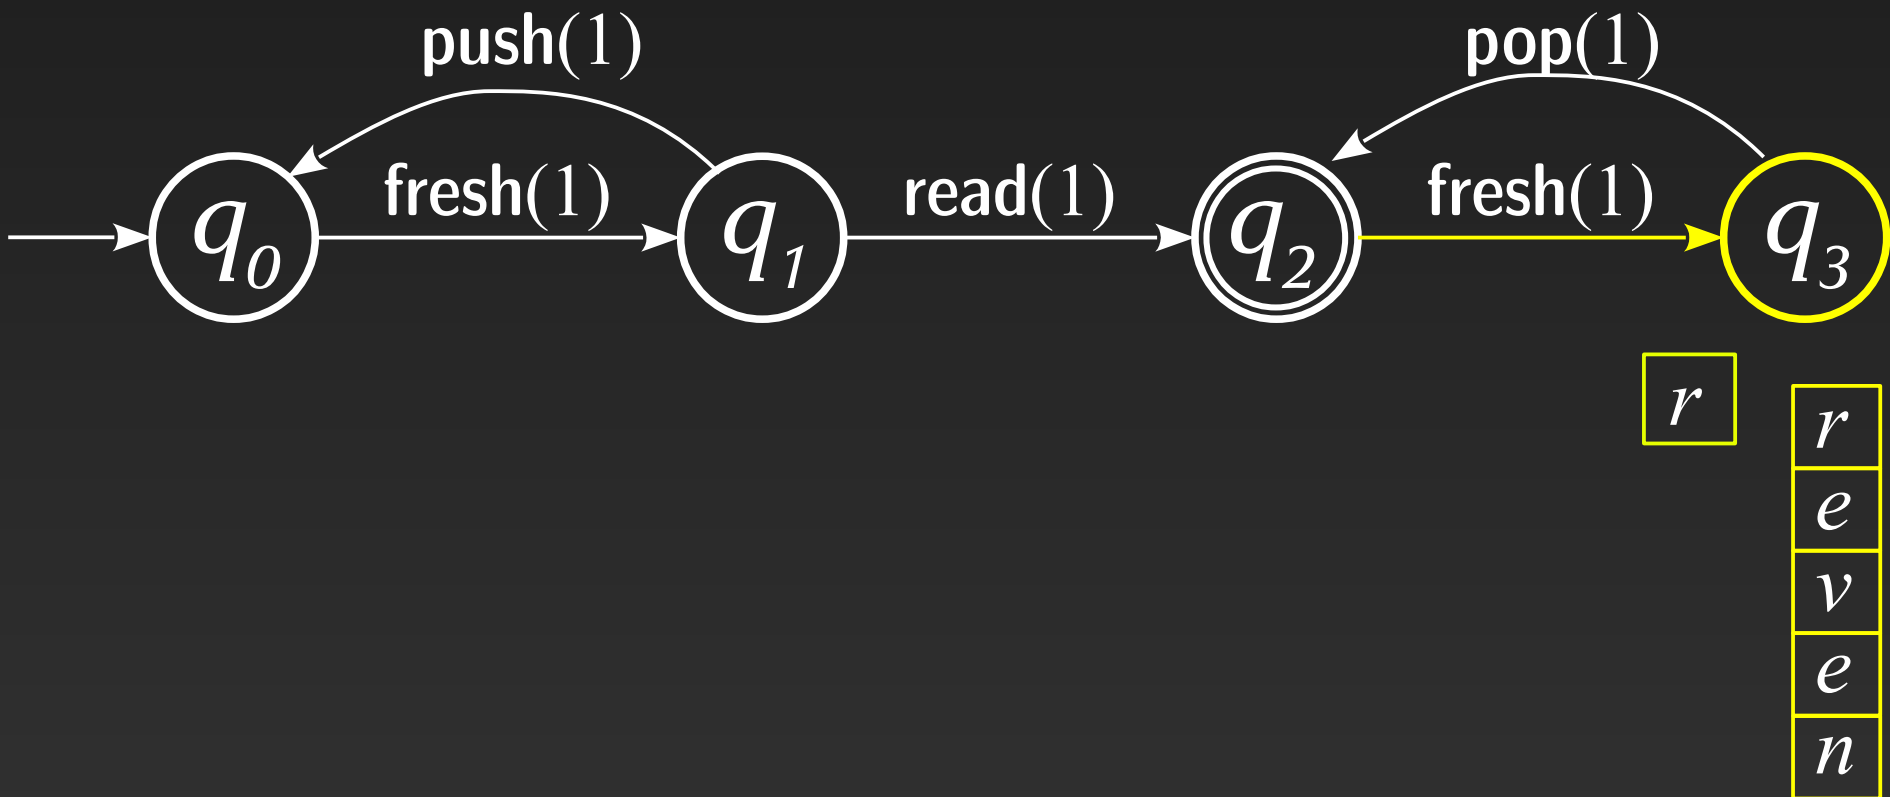 push(1)
pop(1)
fresh(1)
read(1)
fresh(1)
q0
q1
q2
q3
r
r
e
v
e
n